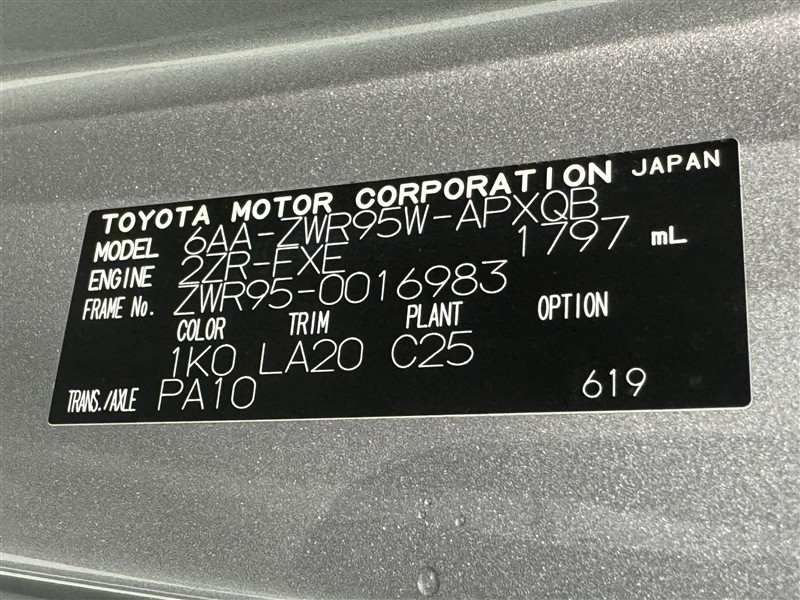 TOYOTA MOTOR CORPORATION JAPAN
MODEL 6AA-ZWR95W-APXQB
ENGINE 2ZR-FXE 1797 mL
FRAME No. ZWR95-0016983
COLOR TRIM PLANT OPTION
1K0 LA20 C25
TRANS./AXLE PA10 619